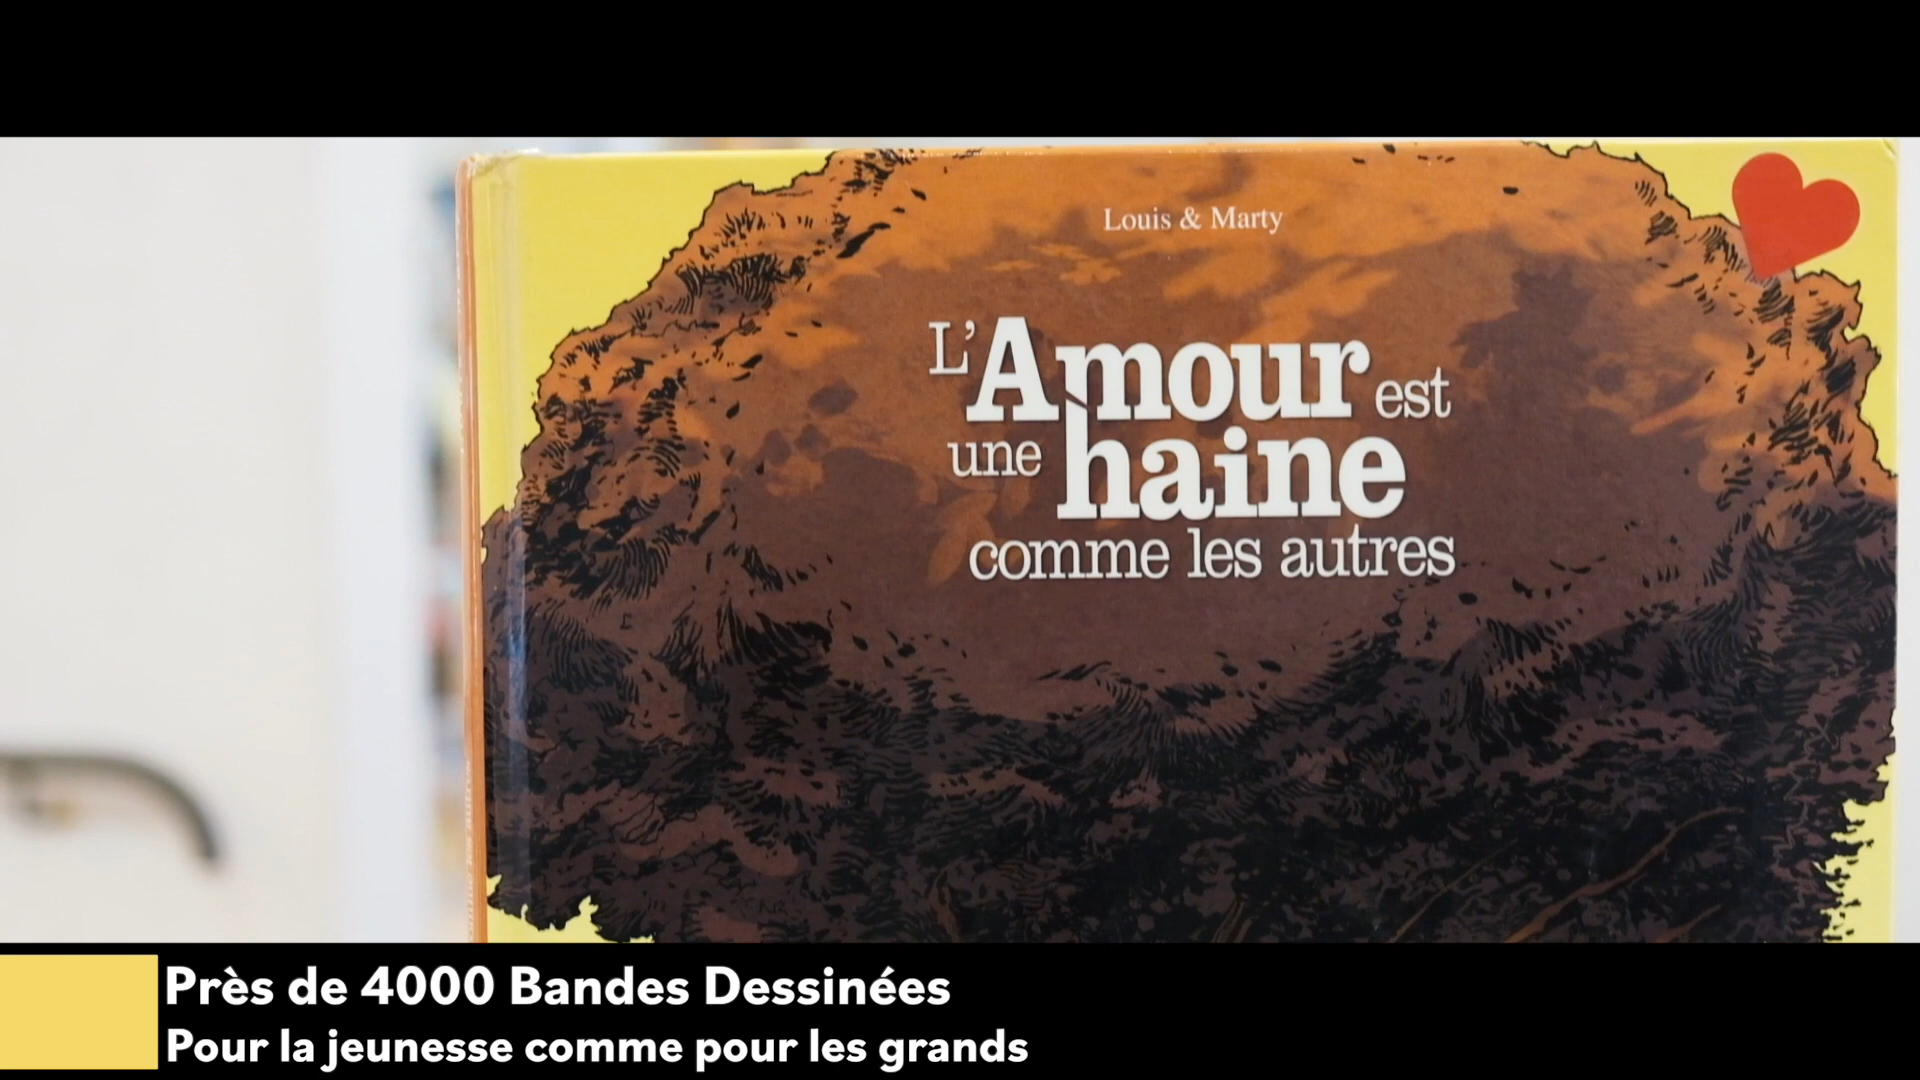 Louis & Marty
L'Amour est
une haine
comme les autres
Près de 4000 Bandes Dessinées
Pour la jeunesse comme pour les grands